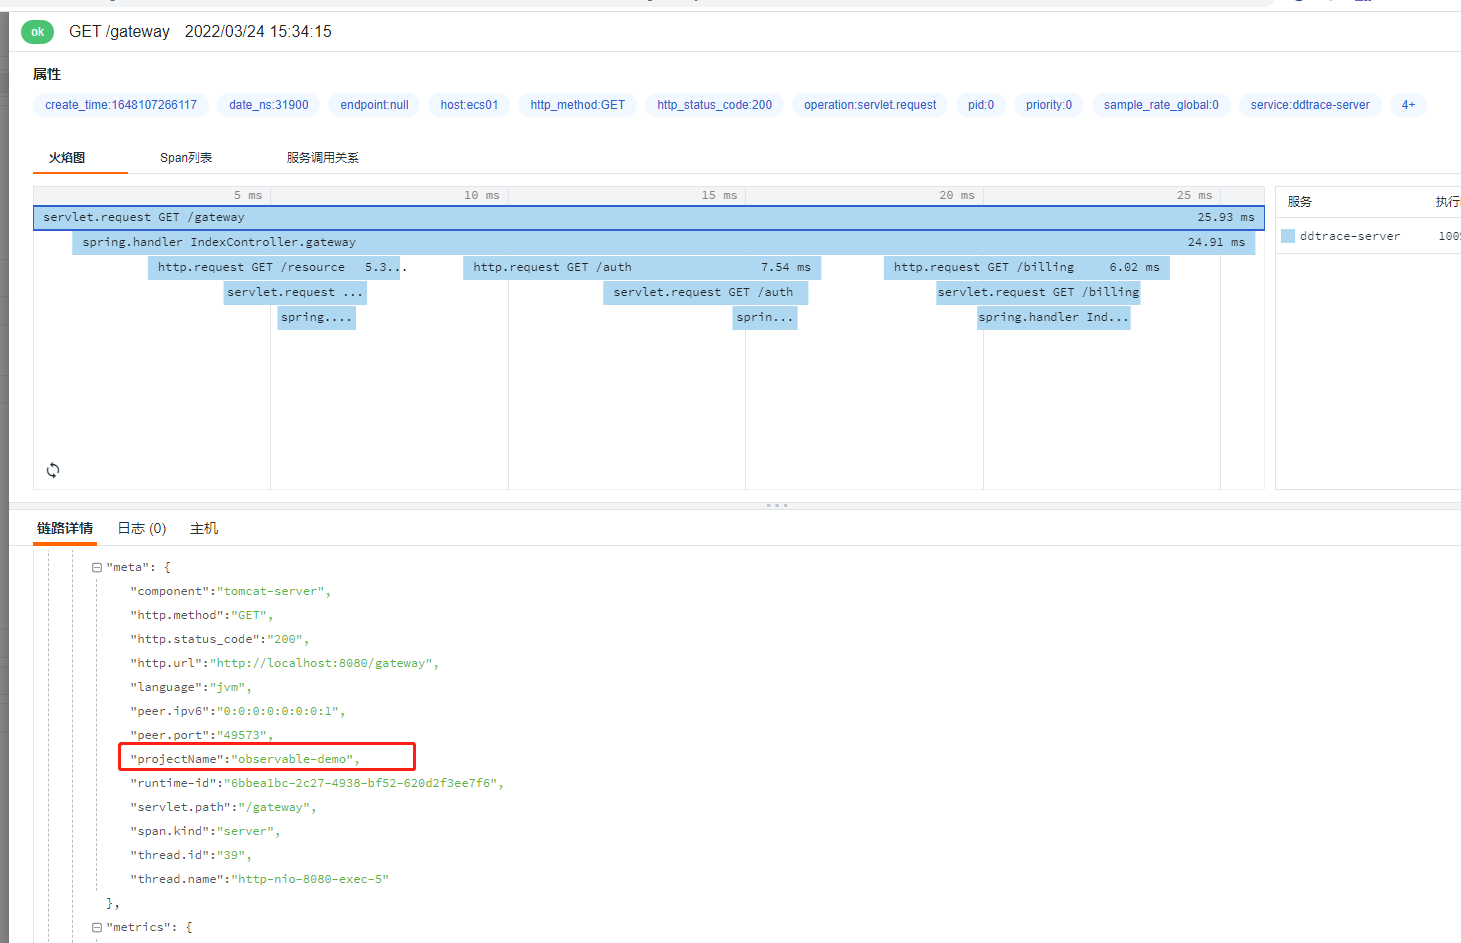 ok GET /gateway 2022/03/24 15:34:15
属性
create_time:1648107266117 date_ns:31900 endpoint:null host:ecs01 http_method:GET http_status_code:200 operation:servlet.request pid:0 priority:0 sample_rate_global:0 service:ddtrace-server 4+
火焰图 Span列表 服务调用关系
5 ms 10 ms 15 ms 20 ms 25 ms
服务 执行
servlet.request GET /gateway 25.93 ms
ddtrace-server 100
spring.handler IndexController.gateway 24.91 ms
http.request GET /resource 5.3... http.request GET /auth 7.54 ms http.request GET /billing 6.02 ms
servlet.request ... servlet.request GET /auth servlet.request GET /billing
spring.... sprin... spring.handler Ind...
链路详情 日志 (0) 主机
"meta": {
"component":"tomcat-server",
"http.method":"GET",
"http.status_code":"200",
"http.url":"http://localhost:8080/gateway",
"language":"jvm",
"peer.ipv6":"0:0:0:0:0:0:0:1",
"peer.port":"49573",
"projectName":"observable-demo",
"runtime-id":"6bbea1bc-2c27-4938-bf52-620d2f3ee7f6",
"servlet.path":"/gateway",
"span.kind":"server",
"thread.id":"39",
"thread.name":"http-nio-8080-exec-5"
},
"metrics": {